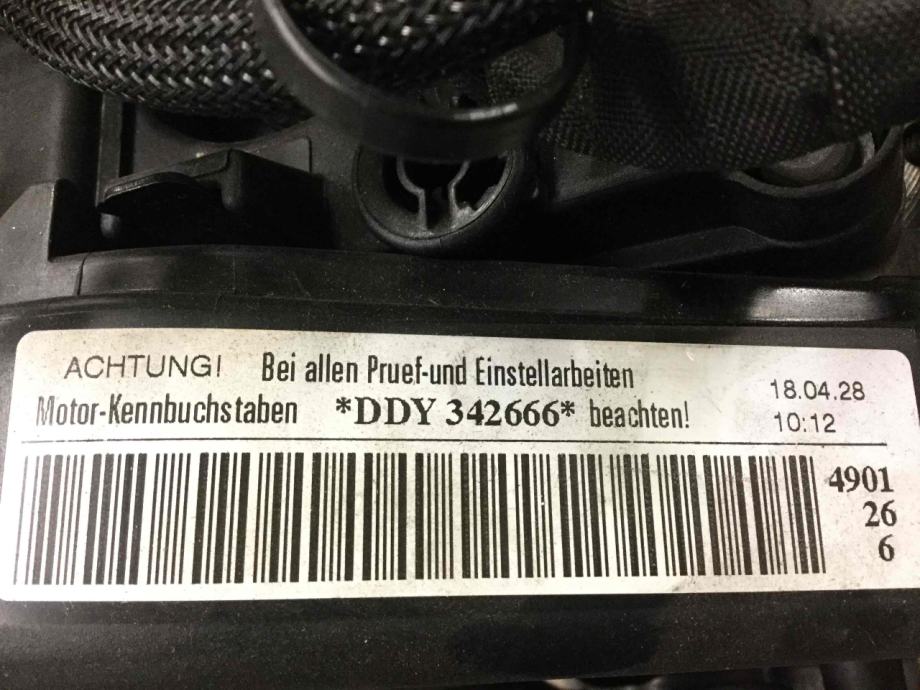 ACHTUNG! Bei allen Pruef-und Einstellarbeiten
Motor-Kennbuchstaben *DDY 342666* beachten!
18.04.28
10:12
4901
26
6